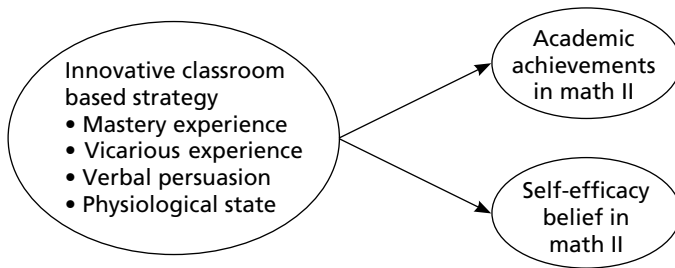 Innovative classroom
based strategy
• Mastery experience
• Vicarious experience
• Verbal persuasion
• Physiological state
Academic
achievements
in math II
Self-efficacy
belief in
math II